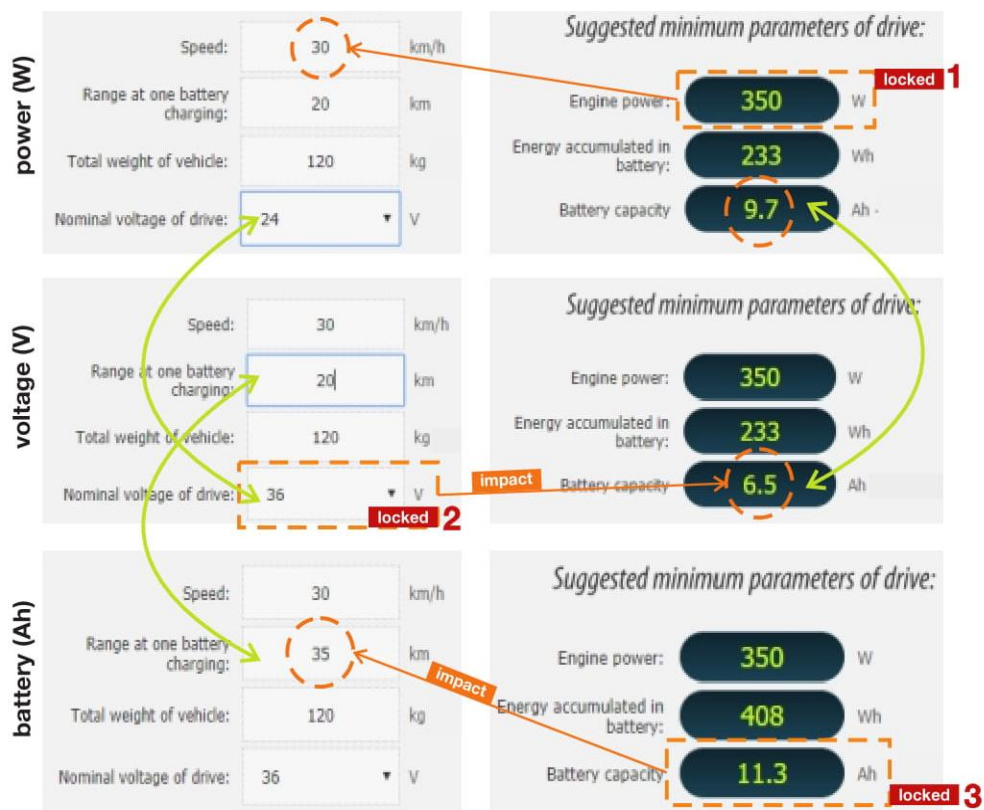 power (W)
Speed: 30 km/h
Range at one battery
charging: 20 km
Total weight of vehicle: 120 kg
Nominal voltage of drive: 24 ▼ V
Suggested minimum parameters of drive:
locked 1
Engine power: 350 W
Energy accumulated in
battery: 233 Wh
Battery capacity 9.7 Ah -
voltage (V)
Speed: 30 km/h
Range at one battery
charging: 20 km
Total weight of vehicle: 120 kg
Nominal voltage of drive: 36 ▼ V
locked 2
impact
Suggested minimum parameters of drive:
Engine power: 350 W
Energy accumulated in
battery: 233 Wh
Battery capacity 6.5 Ah
battery (Ah)
Speed: 30 km/h
Range at one battery
charging: 35 km
Total weight of vehicle: 120 kg
Nominal voltage of drive: 36 ▼ V
impact
Suggested minimum parameters of drive:
Engine power: 350 W
Energy accumulated in
battery: 408 Wh
Battery capacity 11.3 Ah
locked 3